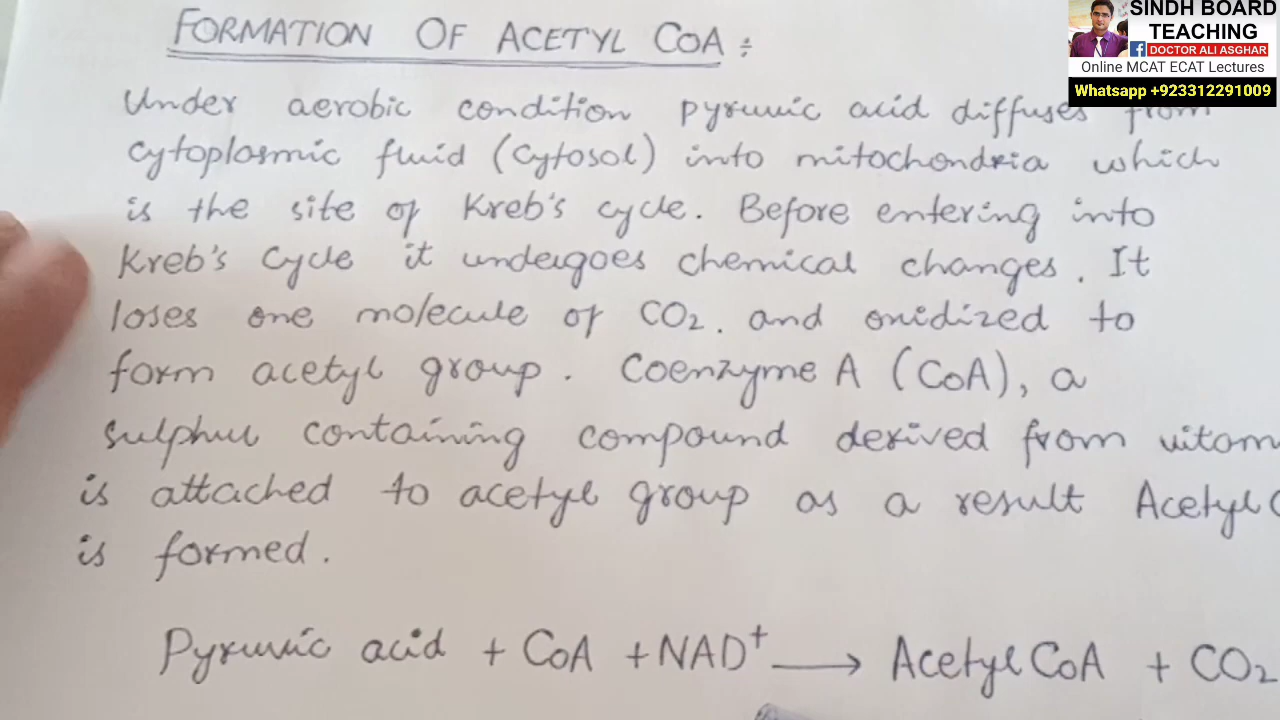 FORMATION OF ACETYL CoA :
SINDH BOARD
TEACHING
f DOCTOR ALI ASGHAR
Online MCAT ECAT Lectures
Whatsapp +923312291009
Under aerobic condition pyruvic acid diffuses from
cytoplasmic fluid (Cytosol) into mitochondria which
is the site of Kreb's cycle. Before entering into
Kreb's Cycle it undergoes chemical changes. It
loses one molecule of CO2. and oxidized to
form acetyl group. Coenzyme A (CoA), a
sulphur containing compound derived from vitam
is attached to acetyl group as a result Acetyl C
is formed.
Pyruvic acid + CoA + NAD⁺ ⟶ Acetyl CoA + CO2